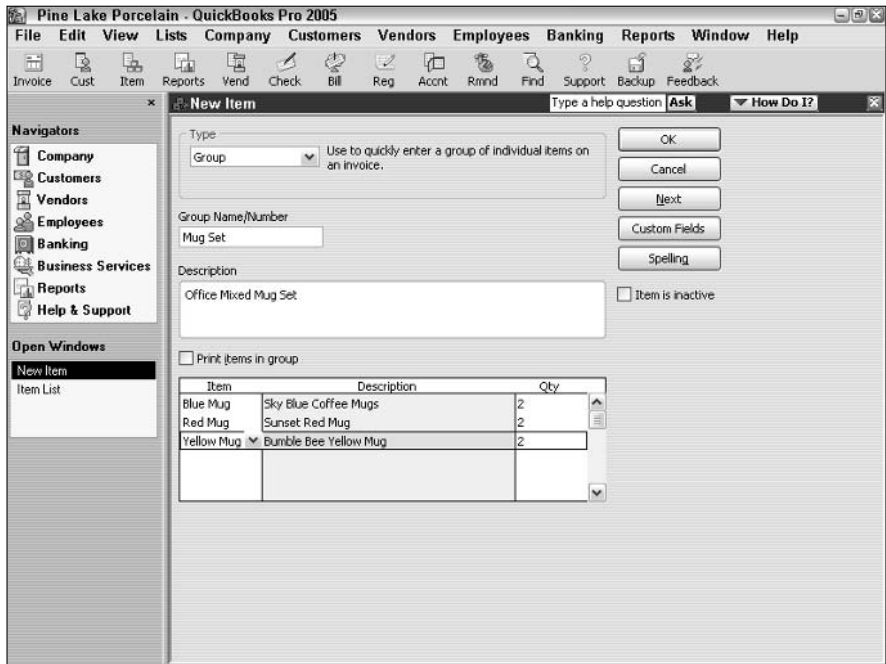 Pine Lake Porcelain - QuickBooks Pro 2005
File Edit View Lists Company Customers Vendors Employees Banking Reports Window Help
Invoice Cust Item Reports Vend Check Bill Reg Accnt Rmnd Find Support Backup Feedback
New Item
Type a help question Ask
How Do I?
Navigators
Company
Customers
Vendors
Employees
Banking
Business Services
Reports
Help & Support
Open Windows
New Item
Item List
Type
Group
Use to quickly enter a group of individual items on
an invoice.
Group Name/Number
Mug Set
Description
Office Mixed Mug Set
Print items in group
Item Description Qty
Blue Mug Sky Blue Coffee Mugs 2
Red Mug Sunset Red Mug 2
Yellow Mug Bumble Bee Yellow Mug 2
OK
Cancel
Next
Custom Fields
Spelling
Item is inactive